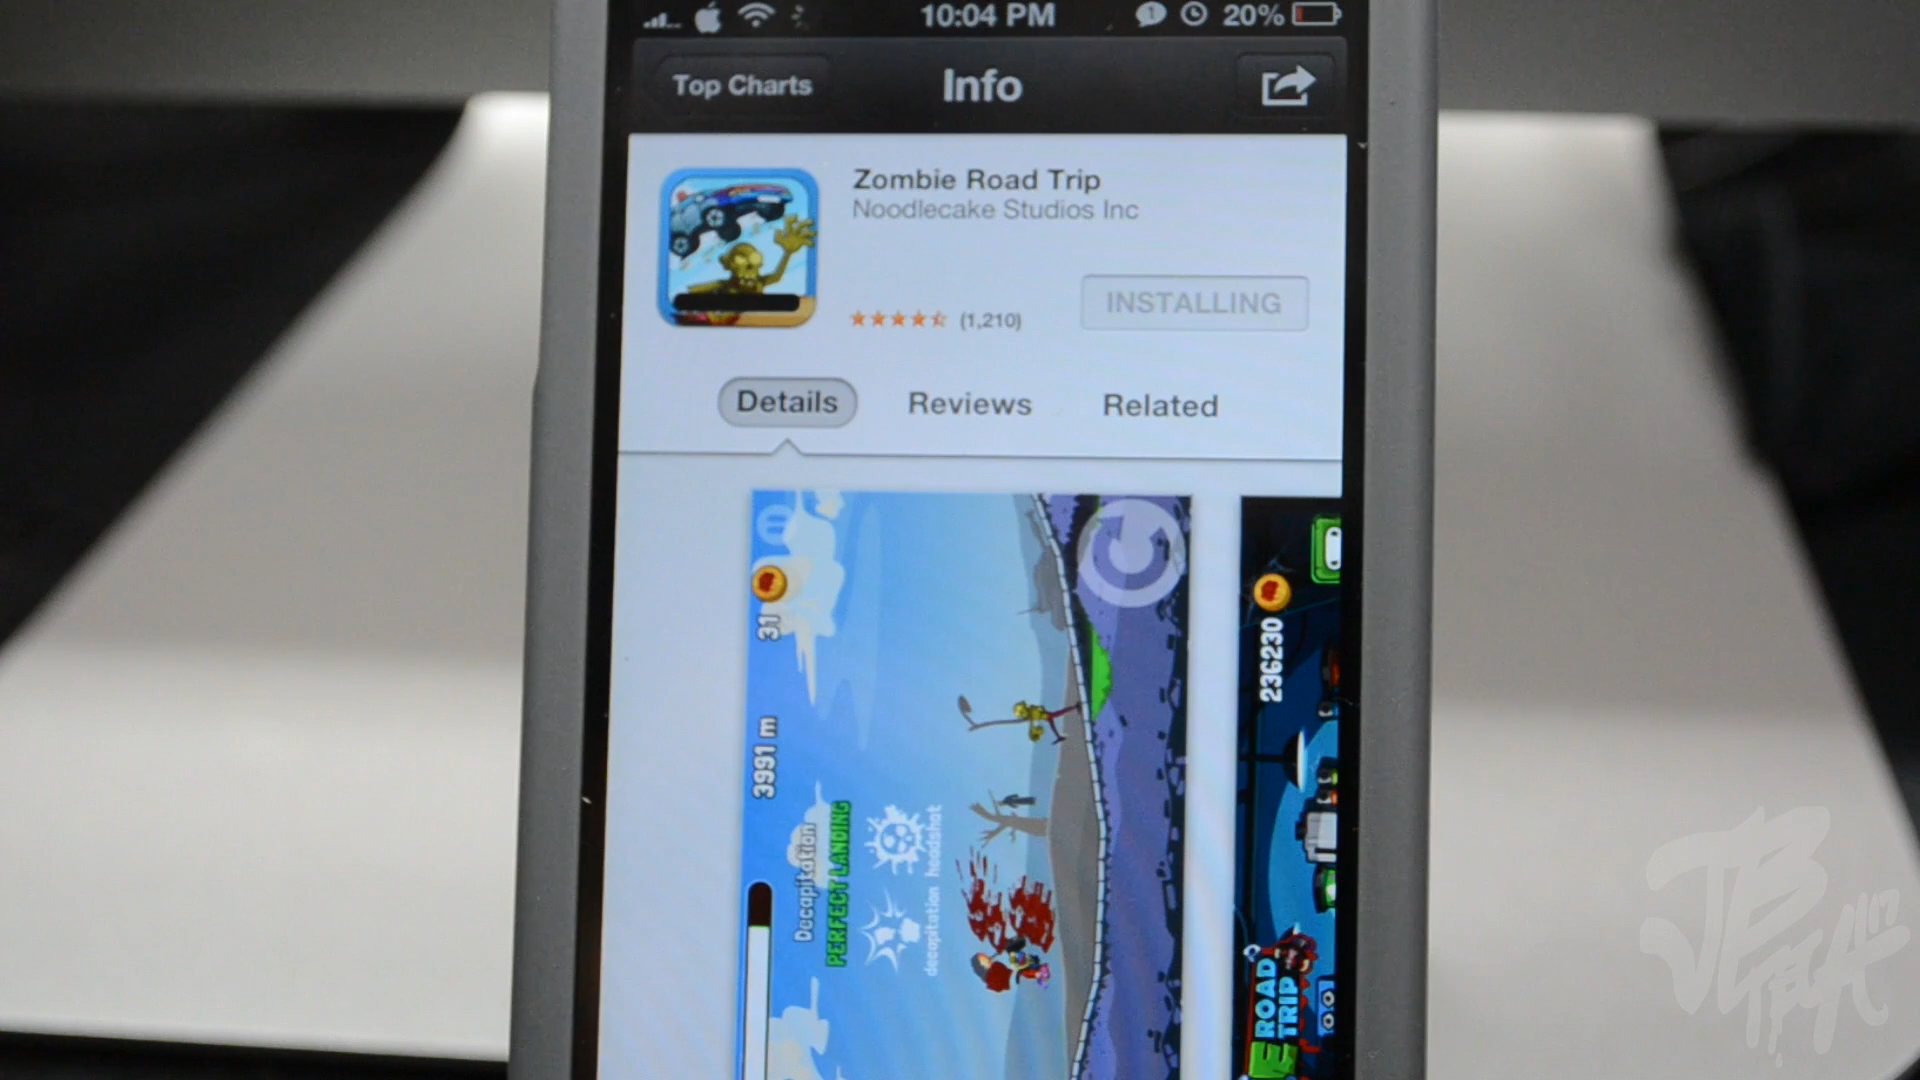 10:04 PM
1
20%
Top Charts
Info
Zombie Road Trip
Noodlecake Studios Inc
(1,210)
INSTALLING
Details
Reviews
Related
31
3991 m
Decapitation
PERFECT LANDING
decapitation headshot
236230
ROAD
TRIP